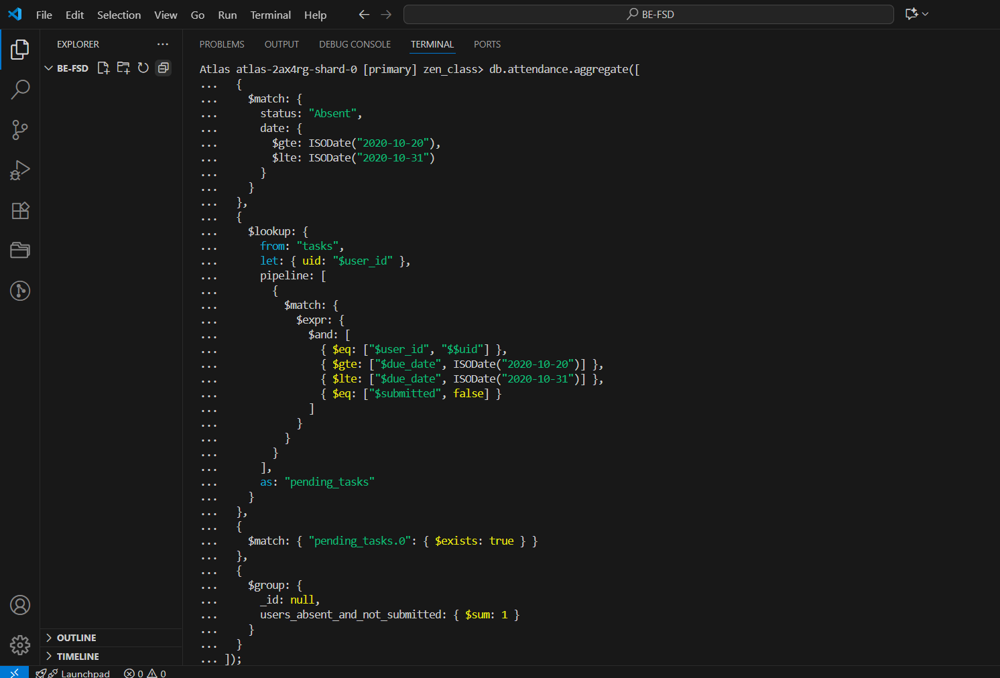 File Edit Selection View Go Run Terminal Help BE-FSD
EXPLORER
BE-FSD
OUTLINE
TIMELINE
PROBLEMS OUTPUT DEBUG CONSOLE TERMINAL PORTS
Atlas atlas-2ax4rg-shard-0 [primary] zen_class> db.attendance.aggregate([
...   {
...     $match: {
...       status: "Absent",
...       date: {
...         $gte: ISODate("2020-10-20"),
...         $lte: ISODate("2020-10-31")
...       }
...     }
...   },
...   {
...     $lookup: {
...       from: "tasks",
...       let: { uid: "$user_id" },
...       pipeline: [
...         {
...           $match: {
...             $expr: {
...               $and: [
...                 { $eq: ["$user_id", "$$uid"] },
...                 { $gte: ["$due_date", ISODate("2020-10-20")] },
...                 { $lte: ["$due_date", ISODate("2020-10-31")] },
...                 { $eq: ["$submitted", false] }
...               ]
...             }
...           }
...         }
...       ],
...       as: "pending_tasks"
...     }
...   },
...   {
...     $match: { "pending_tasks.0": { $exists: true } }
...   },
...   {
...     $group: {
...       _id: null,
...       users_absent_and_not_submitted: { $sum: 1 }
...     }
...   }
... ]);
Launchpad 0 0